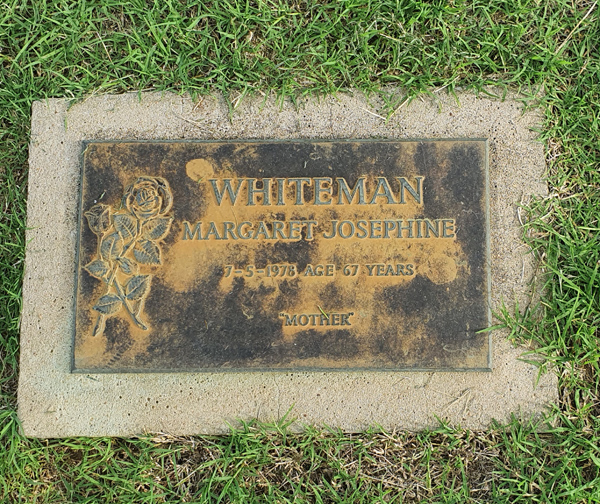 WHITEMAN
MARGARET JOSEPHINE
7-5-1978 AGE 67 YEARS
"MOTHER"